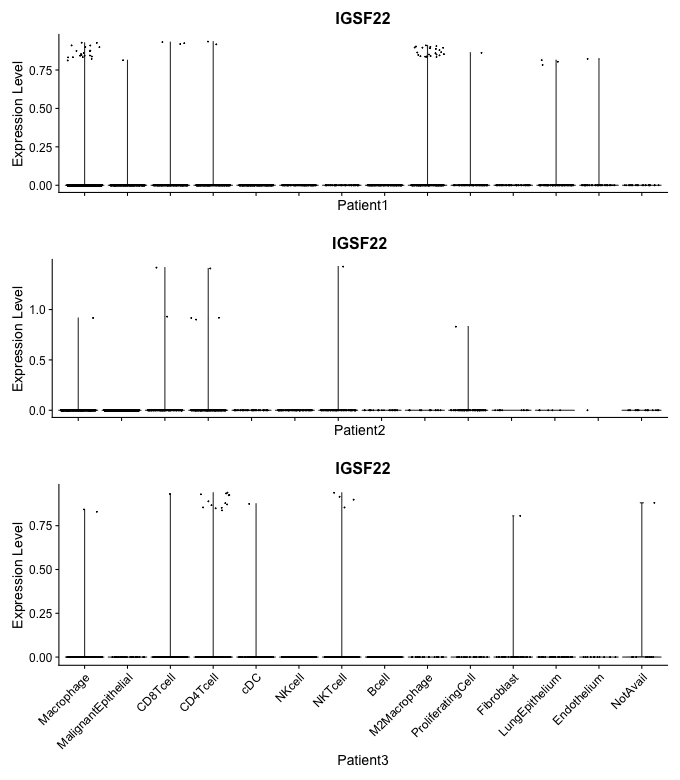 IGSF22
Expression Level
0.75
0.50
0.25
0.00
Patient1
IGSF22
Expression Level
1.0
0.5
0.0
Patient2
IGSF22
Expression Level
0.75
0.50
0.25
0.00
Macrophage
MalignantEpithelial
CD8Tcell
CD4Tcell
cDC
NKcell
NKTcell
Bcell
M2Macrophage
ProliferatingCell
Fibroblast
LungEpithelium
Endothelium
NotAvail
Patient3